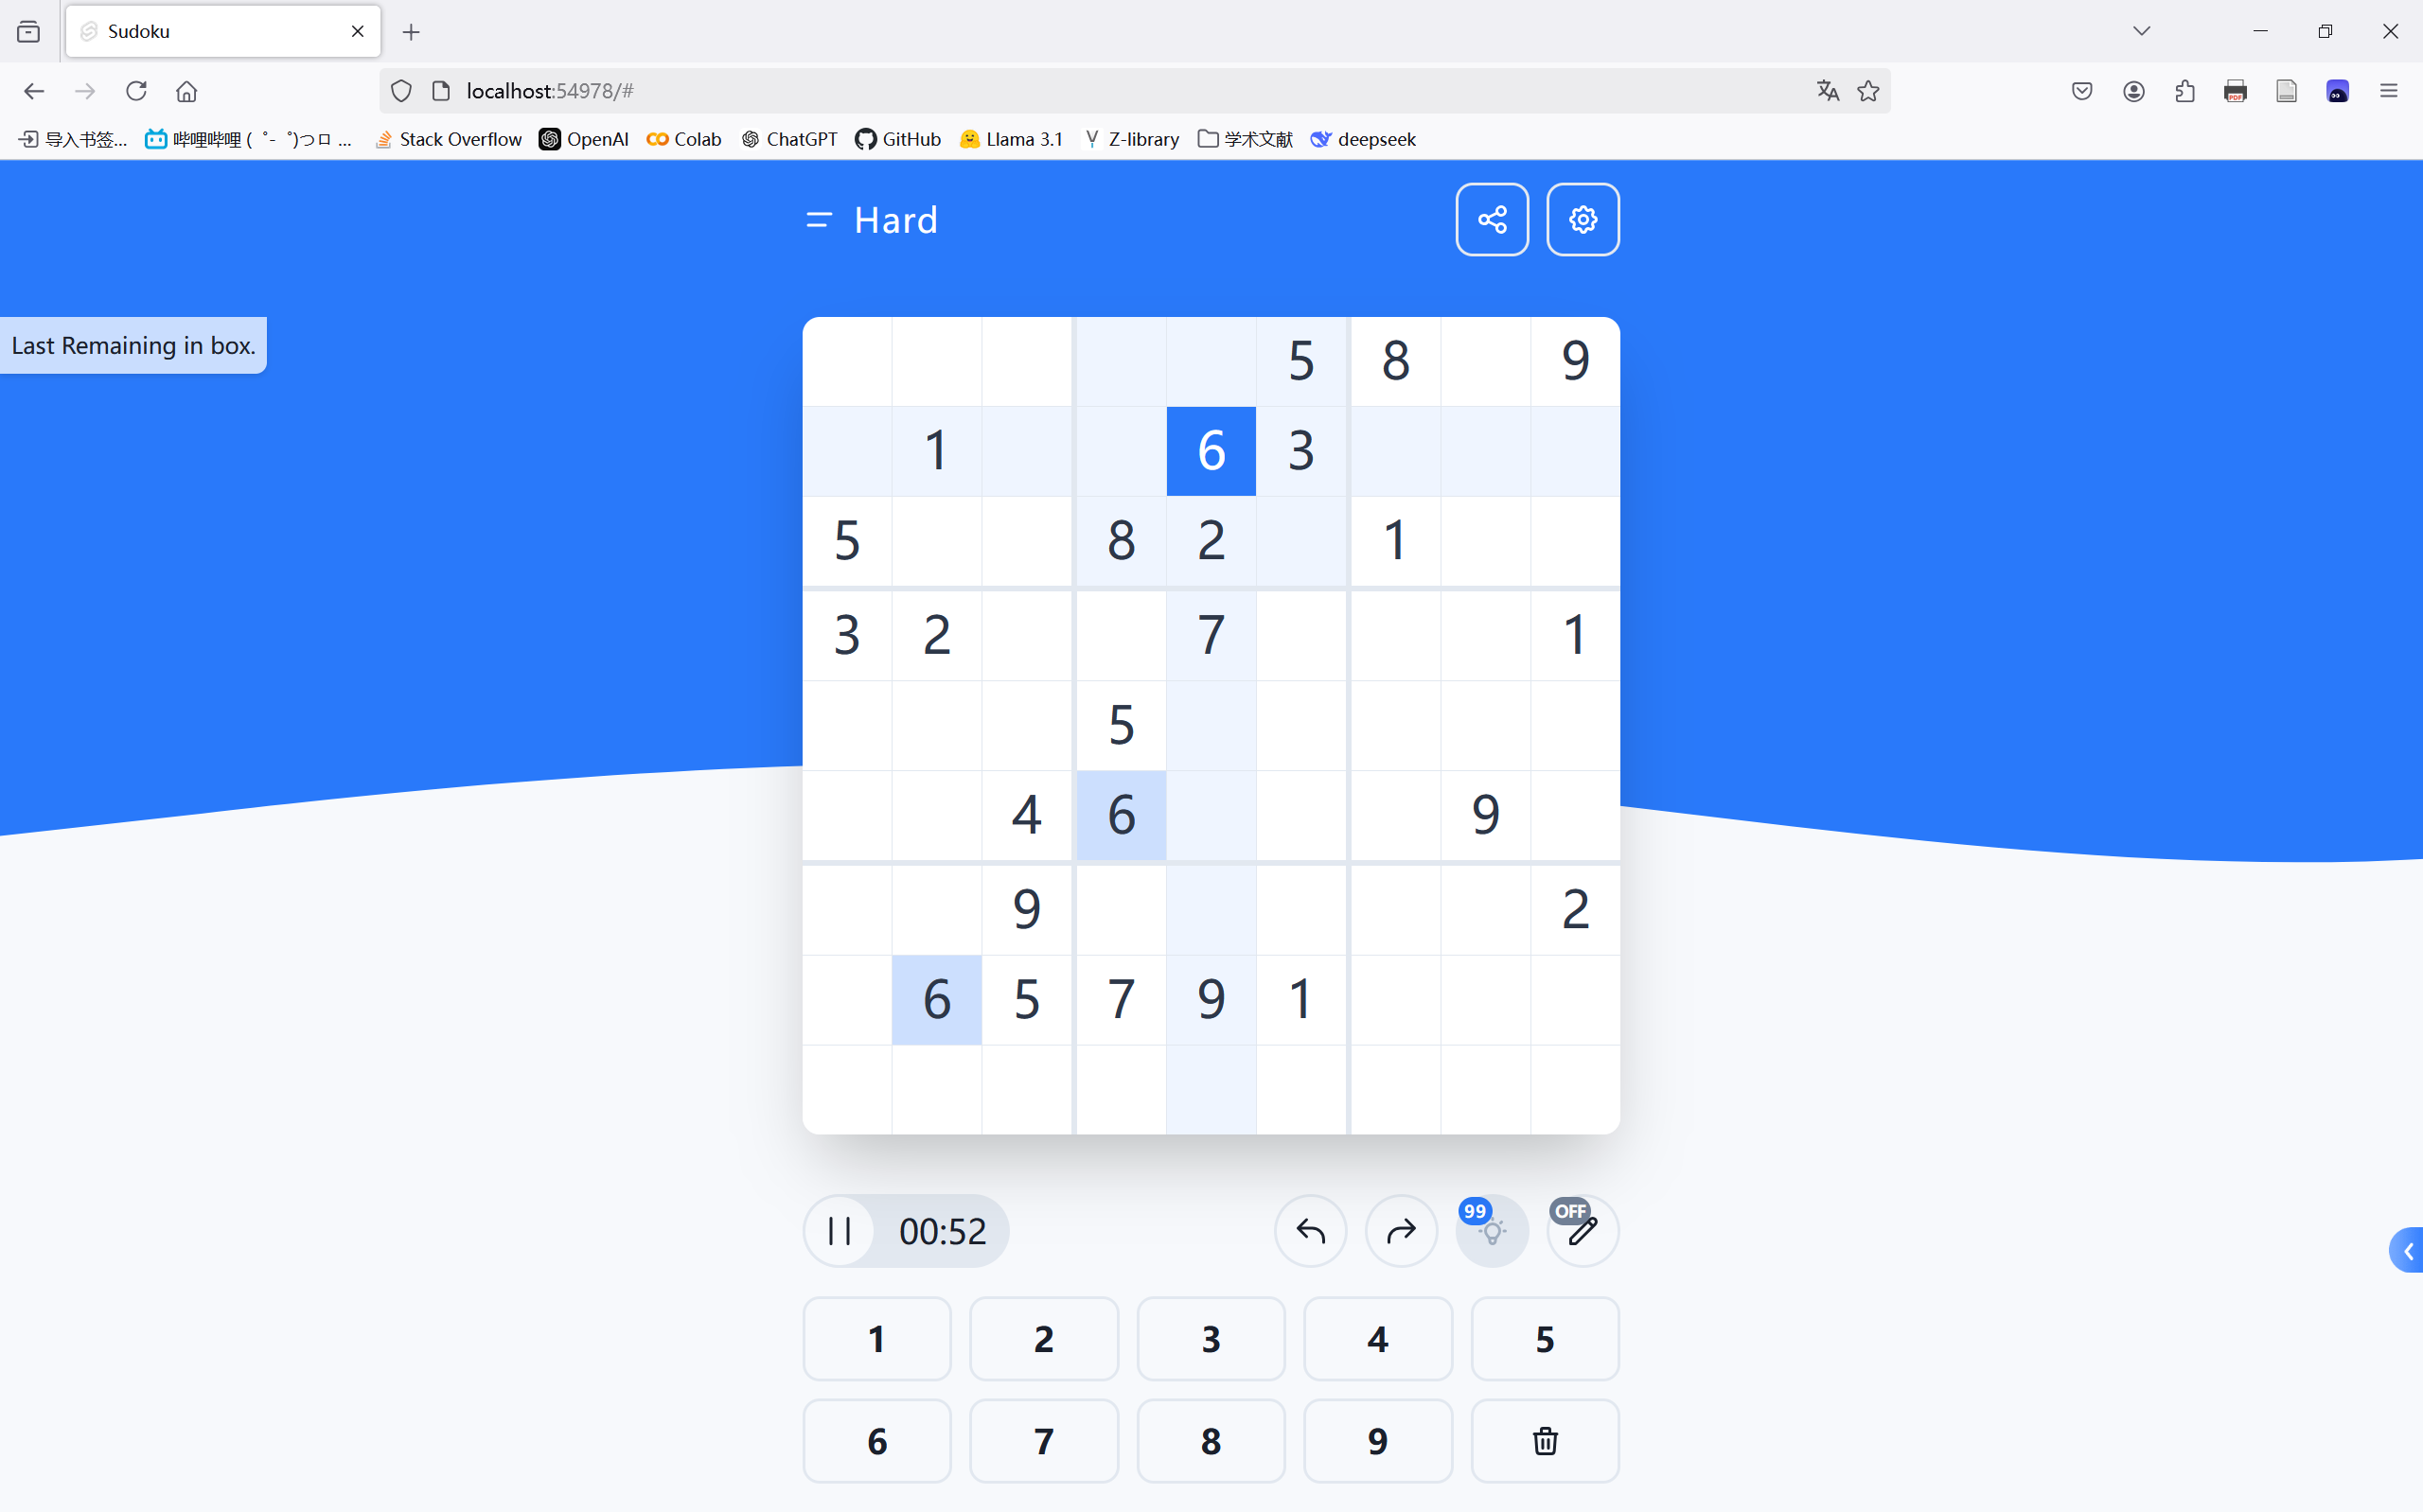 Sudoku
localhost:54978/#
导入书签... 哔哩哔哩 ( ゜- ゜)つロ ... Stack Overflow OpenAI Colab ChatGPT GitHub Llama 3.1 Z-library 学术文献 deepseek
Hard
Last Remaining in box.
5 8 9
1 6 3
5 8 2 1
3 2 7 1
5
4 6 9
9 2
6 5 7 9 1
00:52 99 OFF
1 2 3 4 5
6 7 8 9